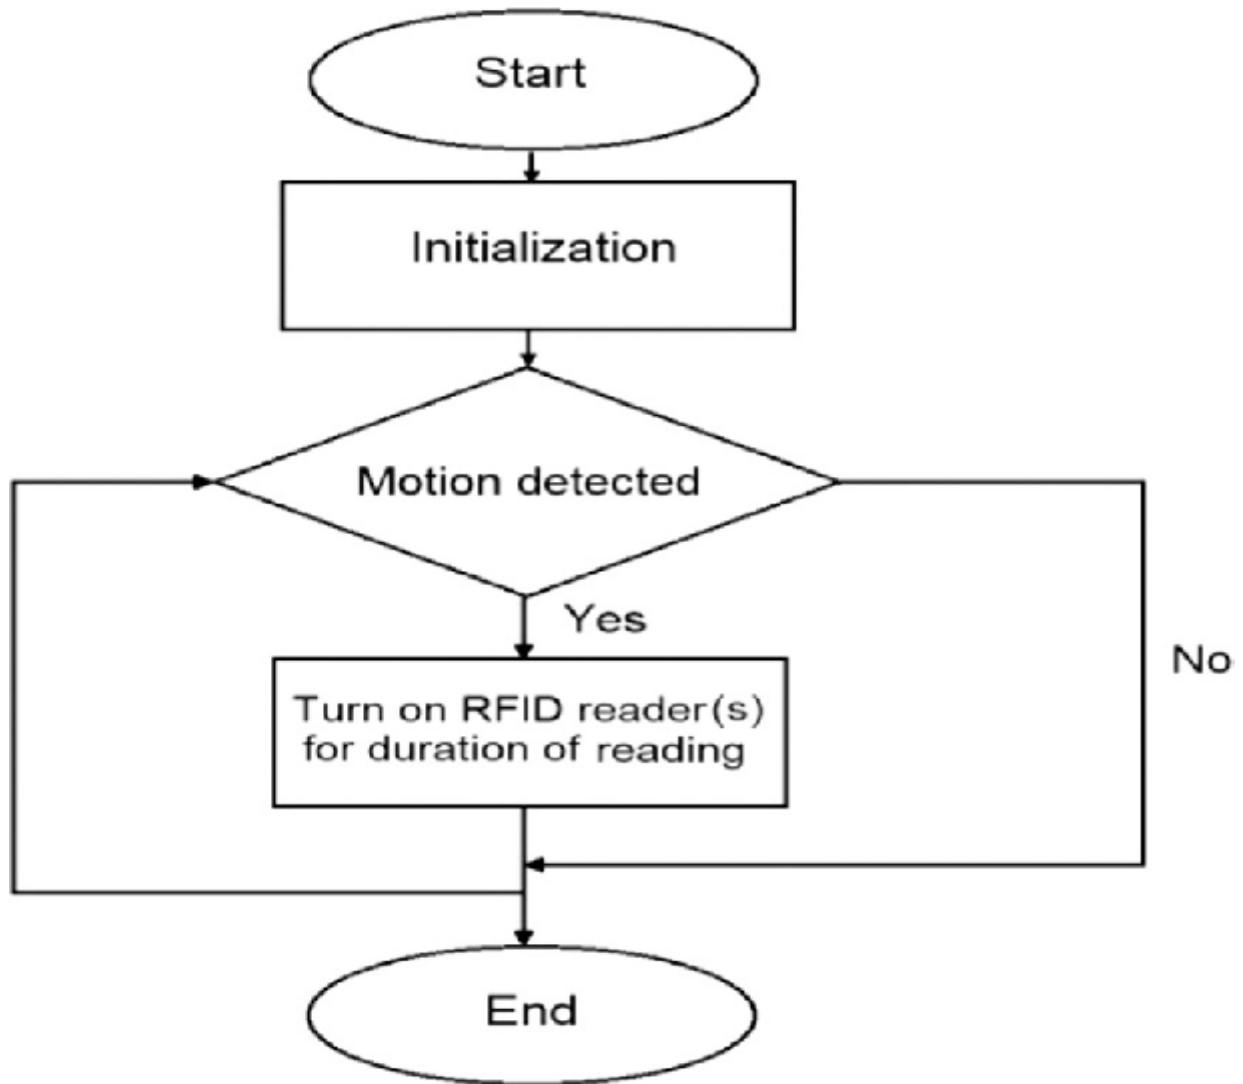 Start
Initialization
Motion detected
Yes
No
Turn on RFID reader(s)
for duration of reading
End